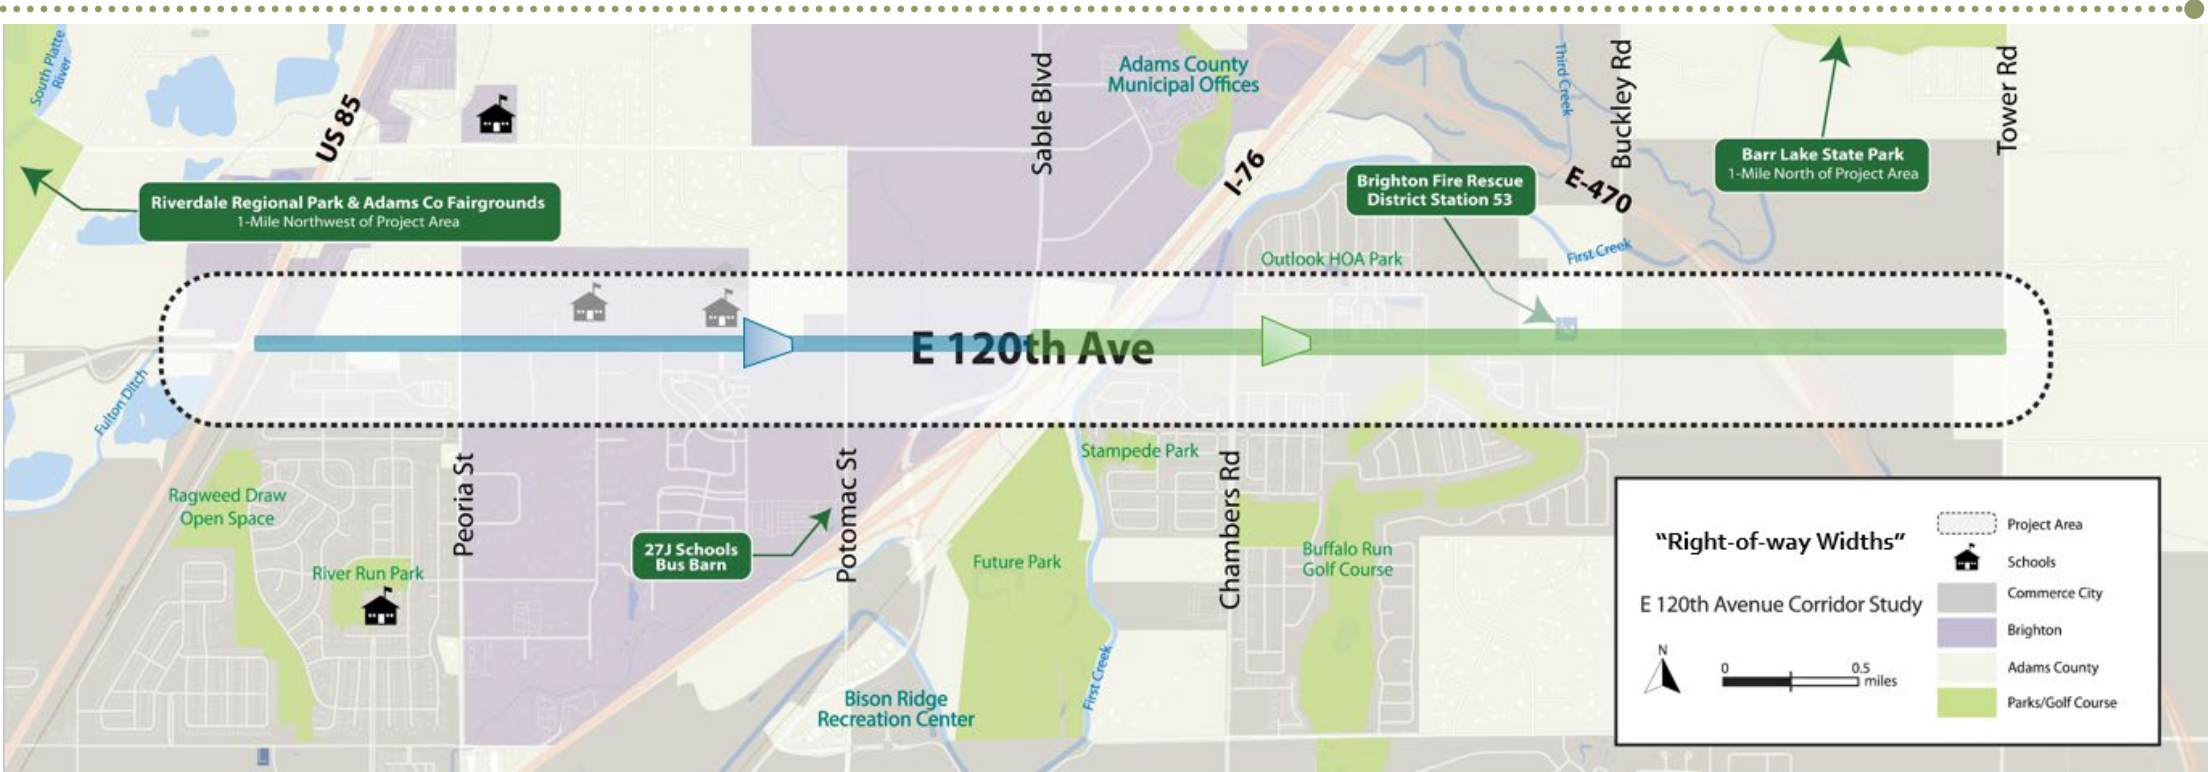 South Platte
River
US 85
Sable Blvd
Adams County
Municipal Offices
I-76
Third Creek
Buckley Rd
Tower Rd
Barr Lake State Park
1-Mile North of Project Area
Brighton Fire Rescue
District Station 53
E-470
Riverdale Regional Park & Adams Co Fairgrounds
1-Mile Northwest of Project Area
First Creek
Outlook HOA Park
E 120th Ave
Fulton Ditch
Ragweed Draw
Open Space
Peoria St
River Run Park
27J Schools
Bus Barn
Potomac St
Stampede Park
Chambers Rd
Future Park
Buffalo Run
Golf Course
First Creek
Bison Ridge
Recreation Center
“Right-of-way Widths”
E 120th Avenue Corridor Study
N
0 0.5
miles
Project Area
Schools
Commerce City
Brighton
Adams County
Parks/Golf Course